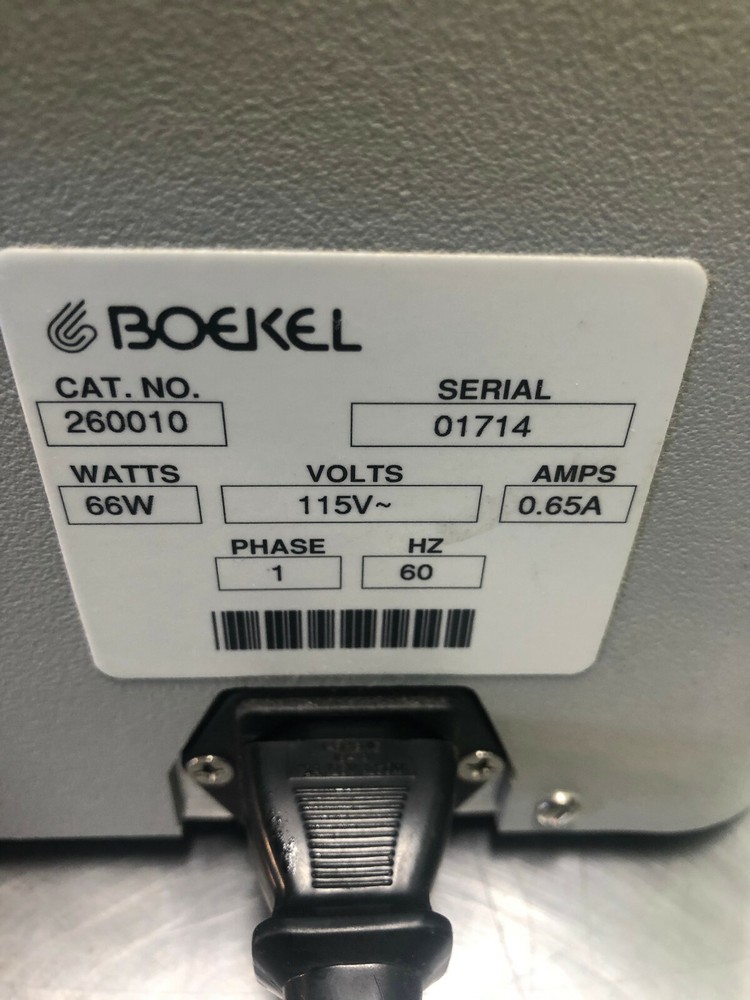 BOEKEL
CAT. NO. SERIAL
260010 01714
WATTS VOLTS AMPS
66W 115V~ 0.65A
PHASE HZ
1 60